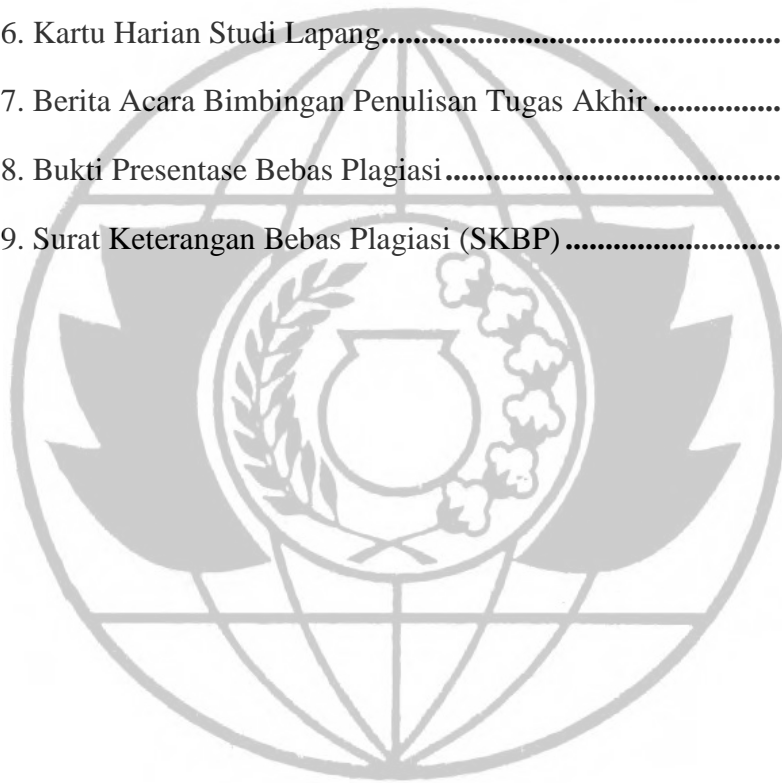 6. Kartu Harian Studi Lapang.......................................................
7. Berita Acara Bimbingan Penulisan Tugas Akhir .................
8. Bukti Presentase Bebas Plagiasi.............................................
9. Surat Keterangan Bebas Plagiasi (SKBP) ............................